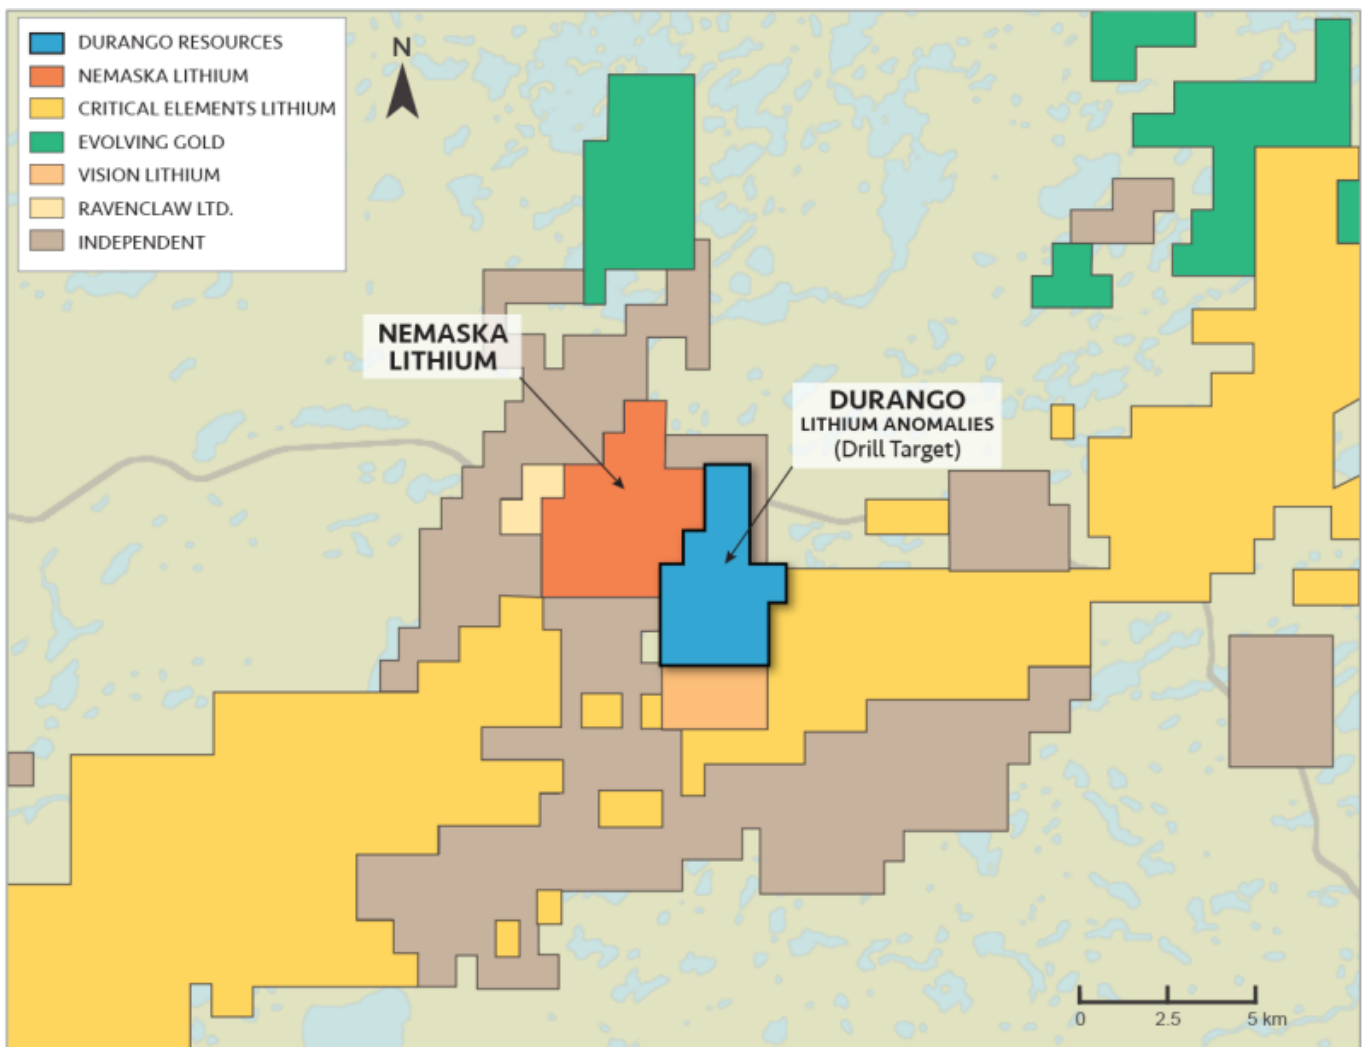 DURANGO RESOURCES
NEMASKA LITHIUM
CRITICAL ELEMENTS LITHIUM
EVOLVING GOLD
VISION LITHIUM
RAVENCLAW LTD.
INDEPENDENT
N
NEMASKA
LITHIUM
DURANGO
LITHIUM ANOMALIES
(Drill Target)
0 2.5 5 km